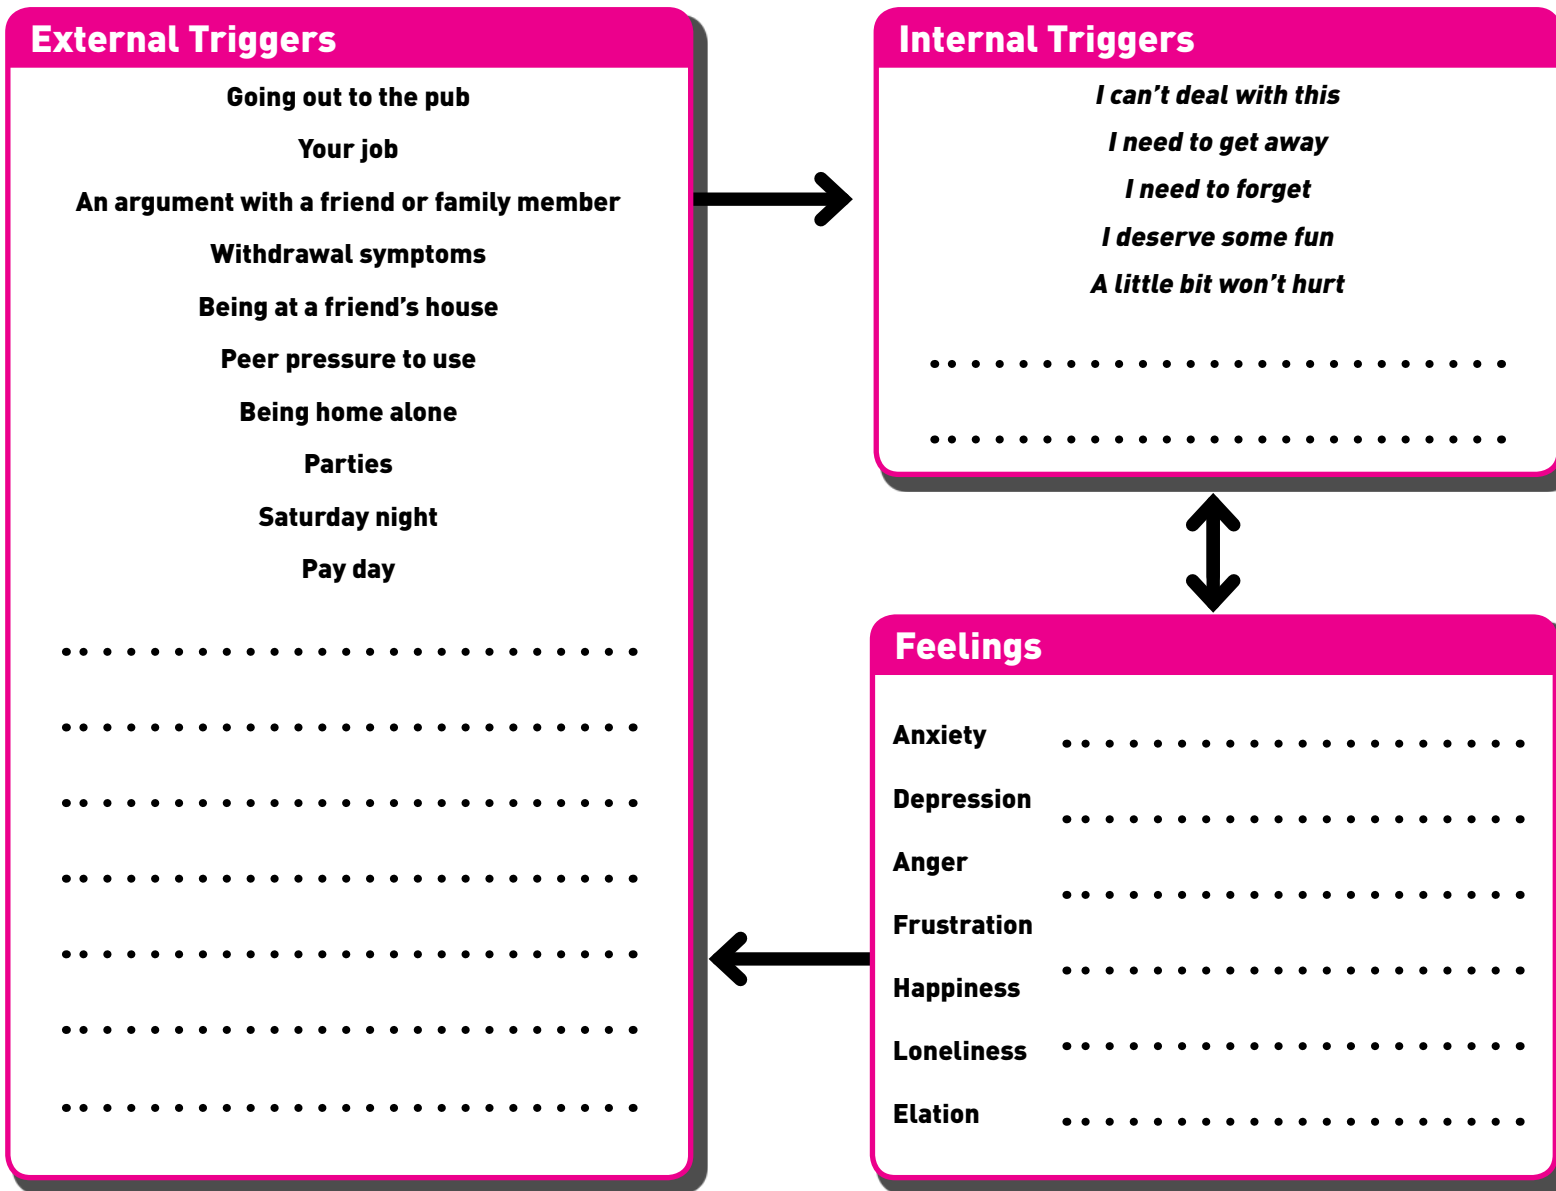 External Triggers
Going out to the pub
Your job
An argument with a friend or family member
Withdrawal symptoms
Being at a friend's house
Peer pressure to use
Being home alone
Parties
Saturday night
Pay day
Internal Triggers
I can't deal with this
I need to get away
I need to forget
I deserve some fun
A little bit won't hurt
Feelings
Anxiety
Depression
Anger
Frustration
Happiness
Loneliness
Elation